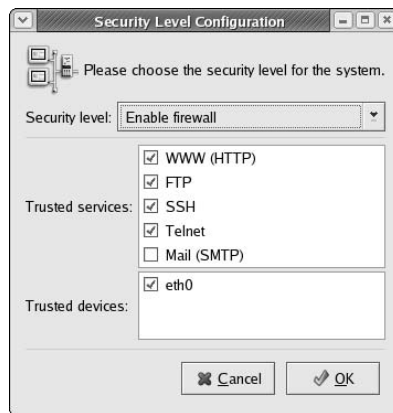 Security Level Configuration
Please choose the security level for the system.
Security level: Enable firewall
Trusted services:
WWW (HTTP)
FTP
SSH
Telnet
Mail (SMTP)
Trusted devices:
eth0
Cancel
OK